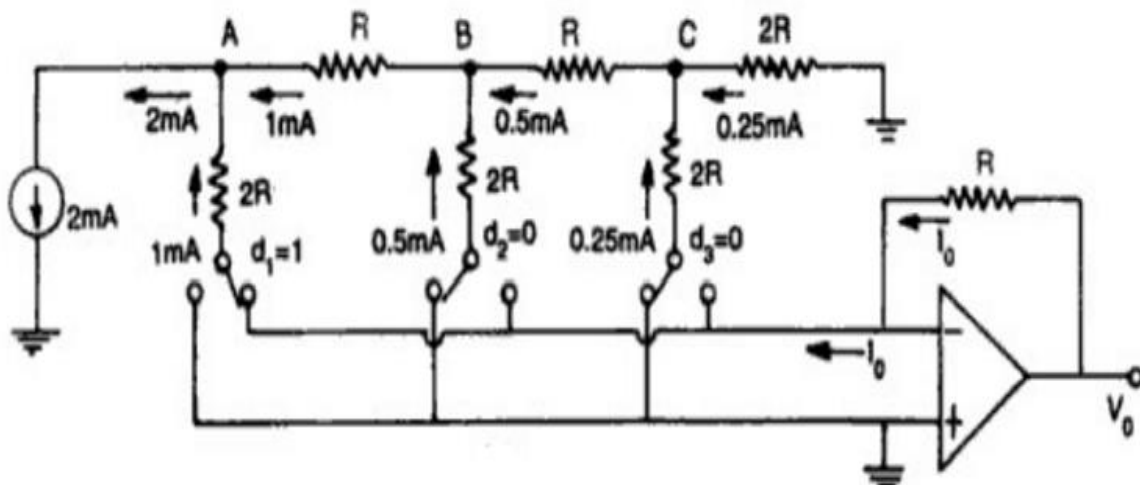 A R B R C 2R
2mA 1mA 0.5mA 0.25mA
2R 2R 2R R
2mA
1mA d₁=1 0.5mA d₂=0 0.25mA d₃=0 I₀
−
I₀
+
V₀